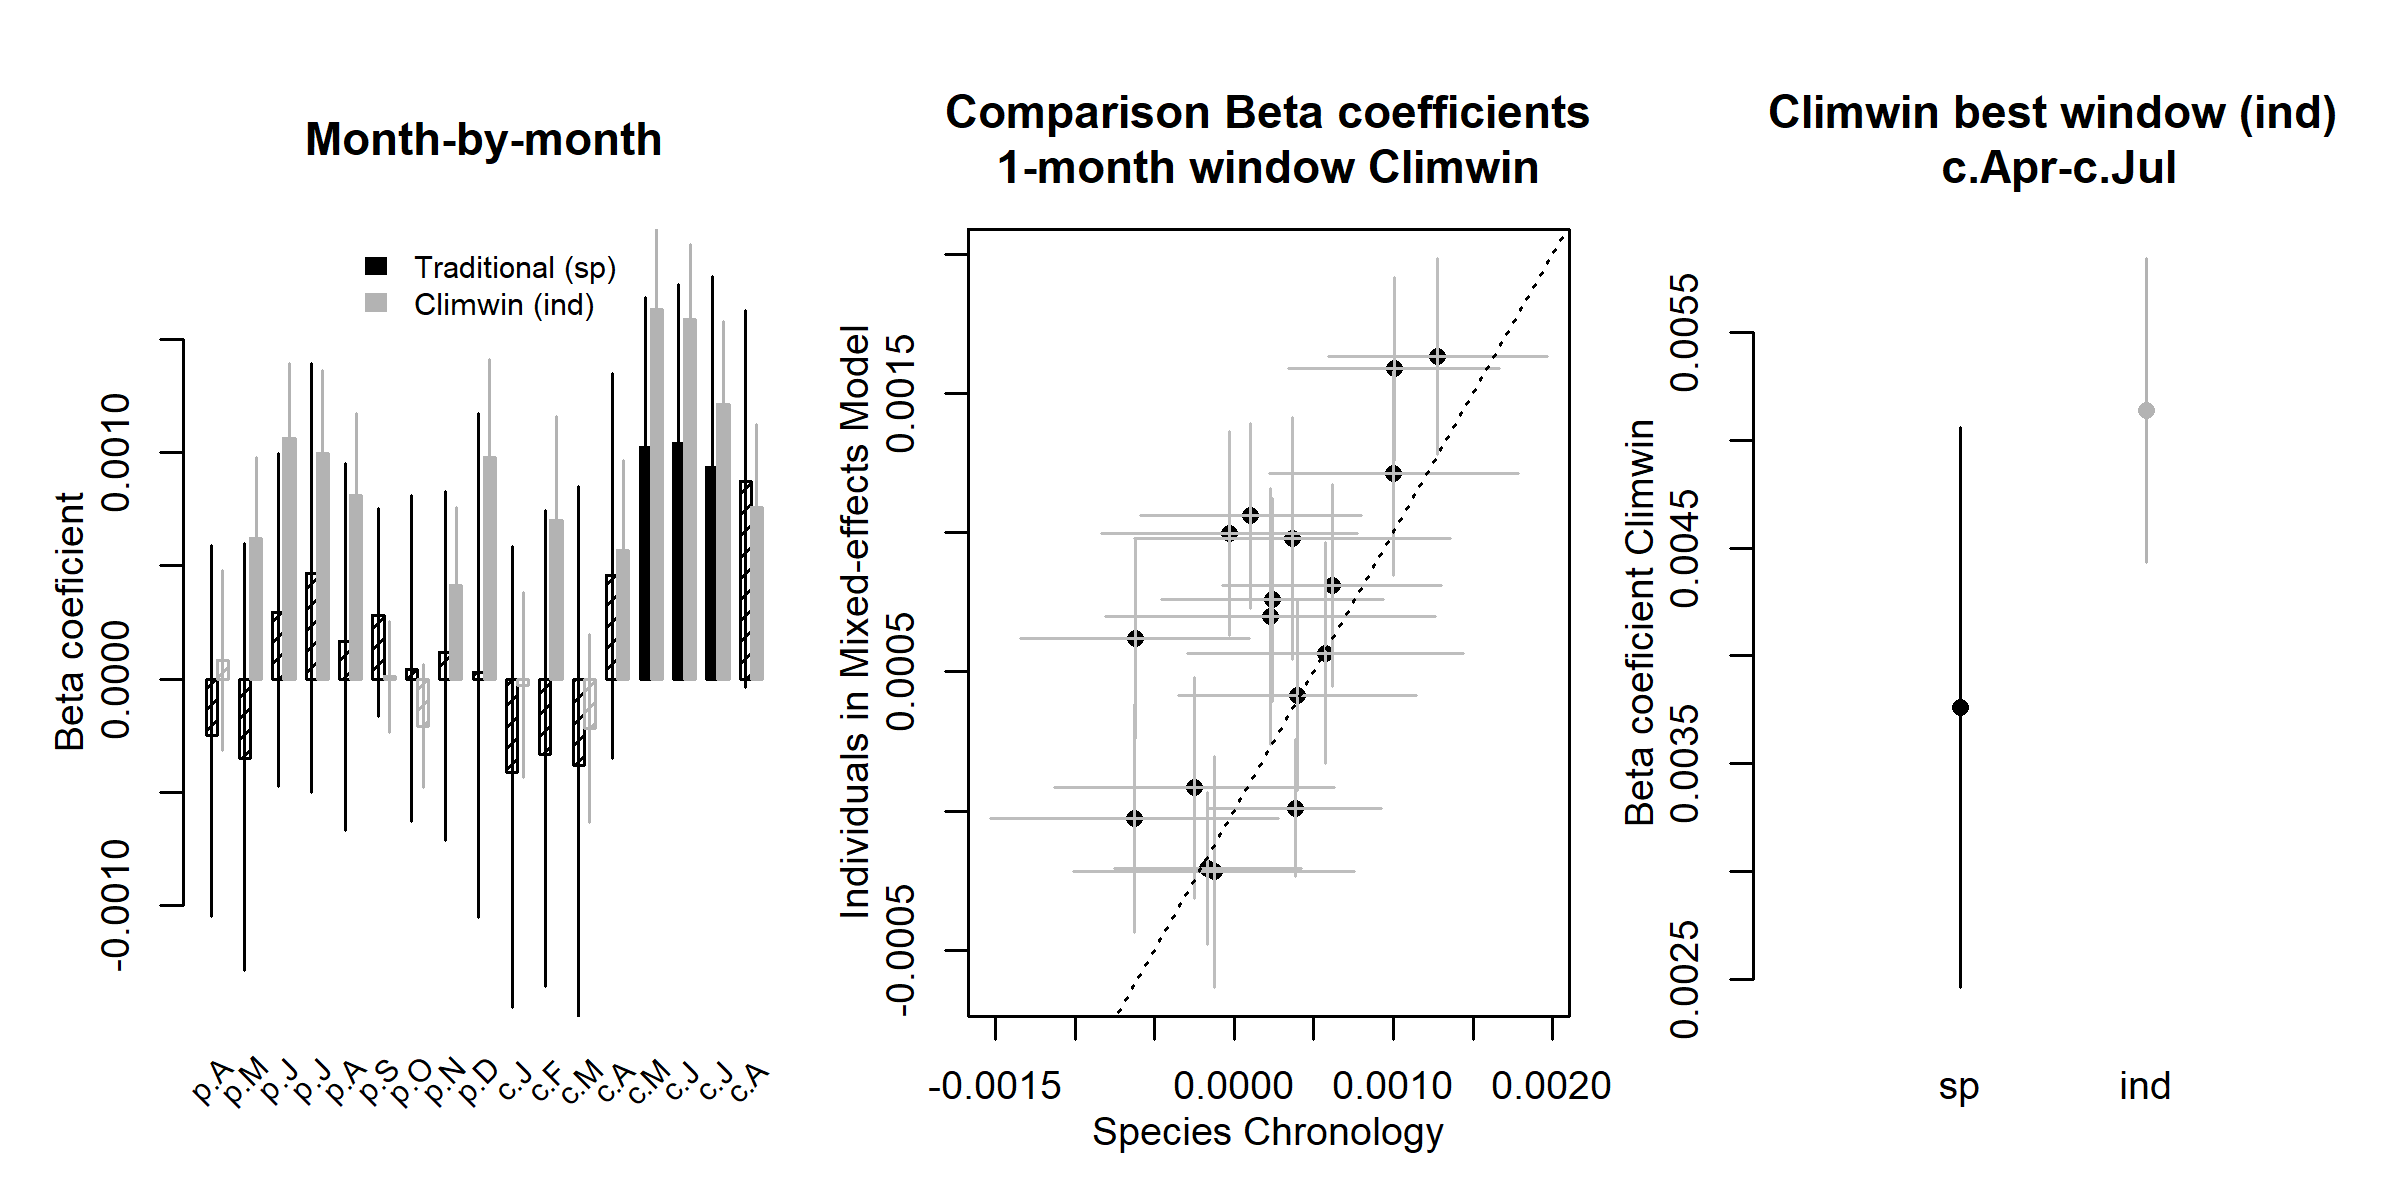 Month-by-month
Traditional (sp)
Climwin (ind)
Beta coeficient
0.0010
0.0000
-0.0010
p.A
p.M
p.J
p.J
p.A
p.S
p.O
p.N
p.D
c.J
c.F
c.M
c.A
c.M
c.J
c.J
c.A
Comparison Beta coefficients
1-month window Climwin
Individuals in Mixed-effects Model
0.0015
0.0005
-0.0005
-0.0015
0.0000
0.0010
0.0020
Species Chronology
Climwin best window (ind)
c.Apr-c.Jul
Beta coeficient Climwin
0.0055
0.0045
0.0035
0.0025
sp
ind